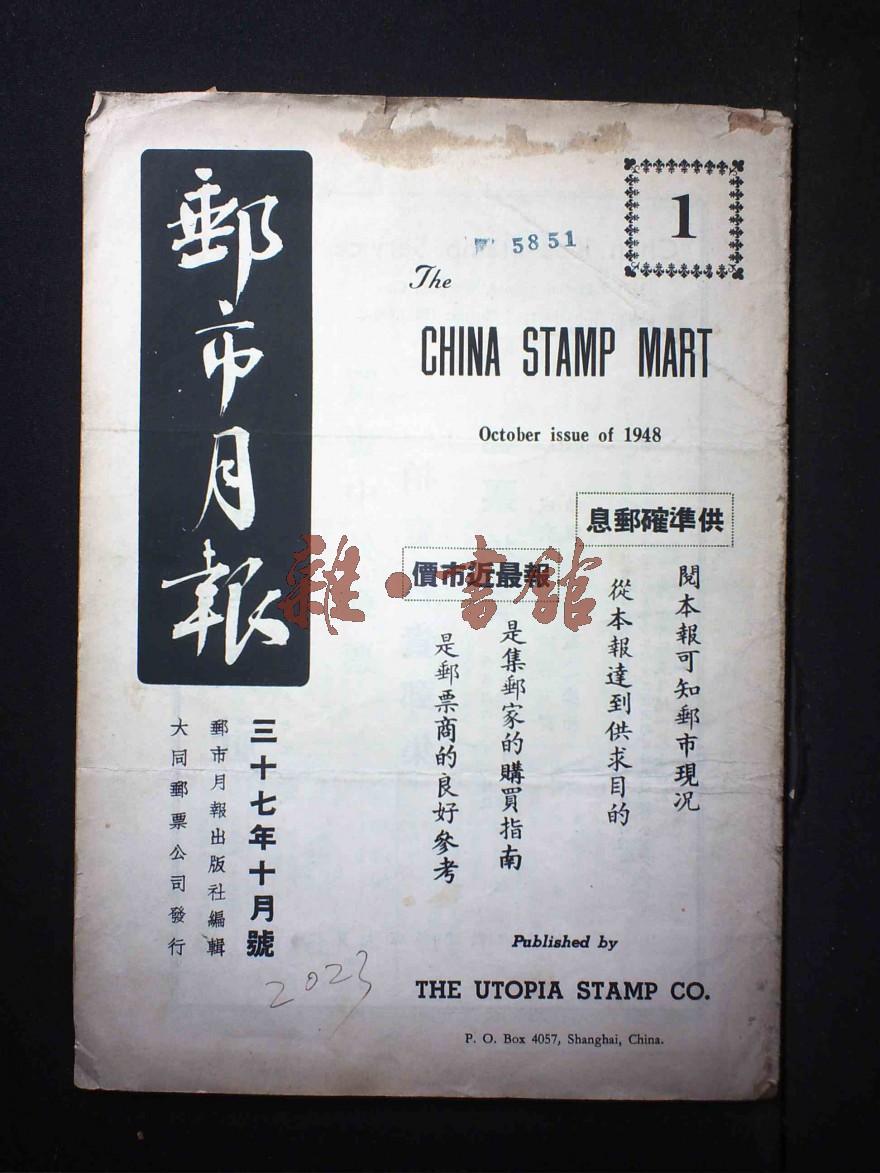 1
5851
The
CHINA STAMP MART
October issue of 1948
郵市月報
供準確郵息
閱本報可知郵市現况
從本報達到供求目的
報最近市價
是集郵家的購買指南
是郵票商的良好參考
三十七年十月號
郵市月報出版社編輯
大同郵票公司發行
2023
Published by
THE UTOPIA STAMP CO.
P. O. Box 4057, Shanghai, China.
雜·書館